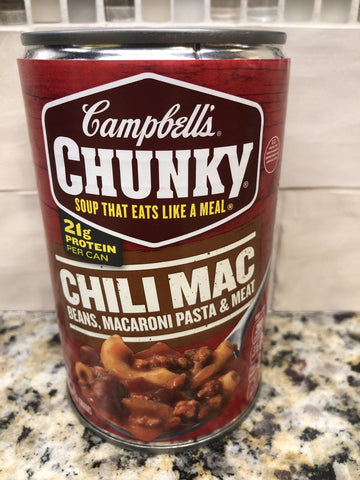 Campbell's®
CHUNKY®
SOUP THAT EATS LIKE A MEAL®
21g
PROTEIN
PER CAN
CHILI MAC
BEANS, MACARONI PASTA & MEAT